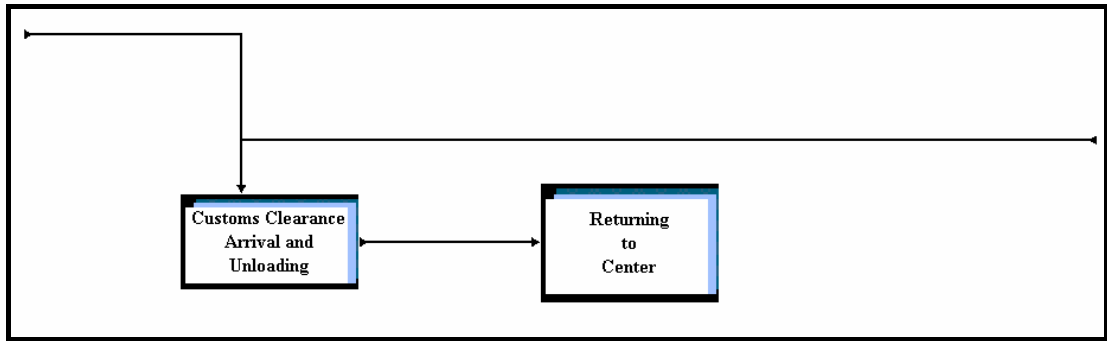 Customs Clearance
Arrival and
Unloading
Returning
to
Center